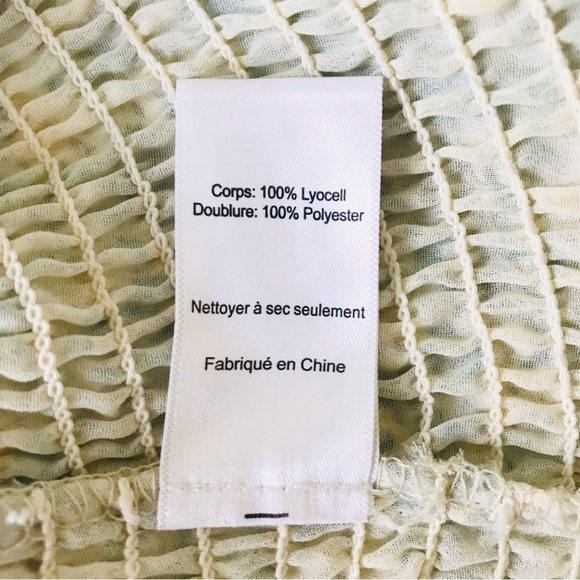 Corps: 100% Lyocell
Doublure: 100% Polyester
Nettoyer à sec seulement
Fabriqué en Chine